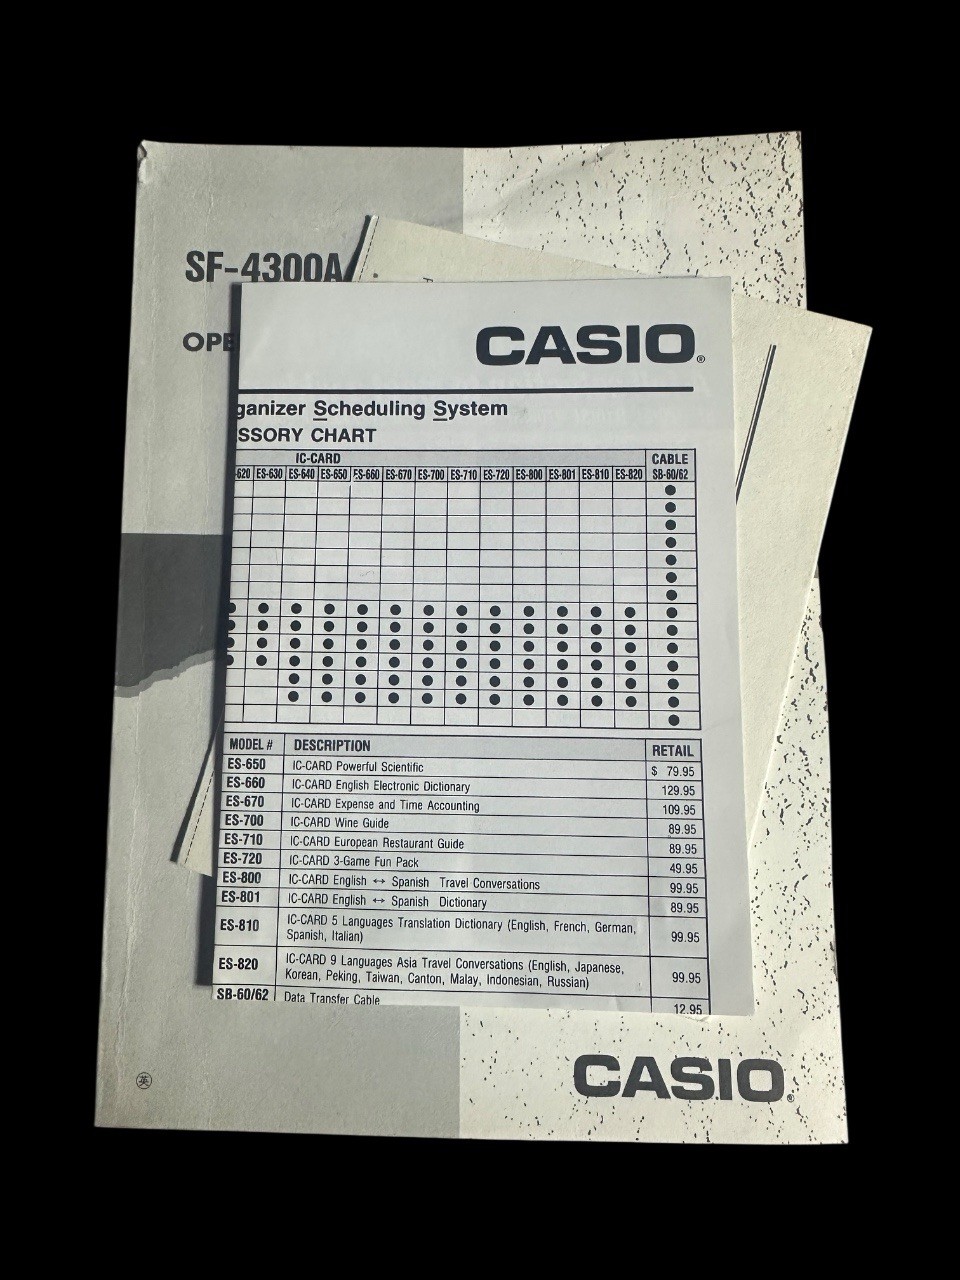 SF-4300A
OPE
CASIO®
ganizer Scheduling System
SSORY CHART
IC-CARD CABLE
-620 ES-630 ES-640 ES-650 ES-660 ES-670 ES-700 ES-710 ES-720 ES-800 ES-801 ES-810 ES-820 SB-60/62
MODEL # DESCRIPTION RETAIL
ES-650 IC-CARD Powerful Scientific $ 79.95
ES-660 IC-CARD English Electronic Dictionary 129.95
ES-670 IC-CARD Expense and Time Accounting 109.95
ES-700 IC-CARD Wine Guide 89.95
ES-710 IC-CARD European Restaurant Guide 89.95
ES-720 IC-CARD 3-Game Fun Pack 49.95
ES-800 IC-CARD English ↔ Spanish Travel Conversations 99.95
ES-801 IC-CARD English ↔ Spanish Dictionary 89.95
ES-810 IC-CARD 5 Languages Translation Dictionary (English, French, German,
Spanish, Italian) 99.95
ES-820 IC-CARD 9 Languages Asia Travel Conversations (English, Japanese,
Korean, Peking, Taiwan, Canton, Malay, Indonesian, Russian) 99.95
SB-60/62 Data Transfer Cable 12.95
英
CASIO®